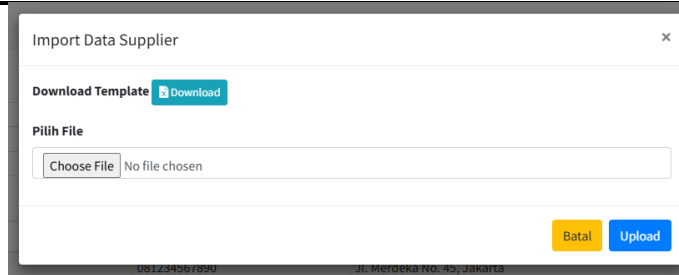 Import Data Supplier ×
Download Template Download
Pilih File
Choose File No file chosen
Batal Upload
081234567890 Jl. Merdeka No. 45, Jakarta